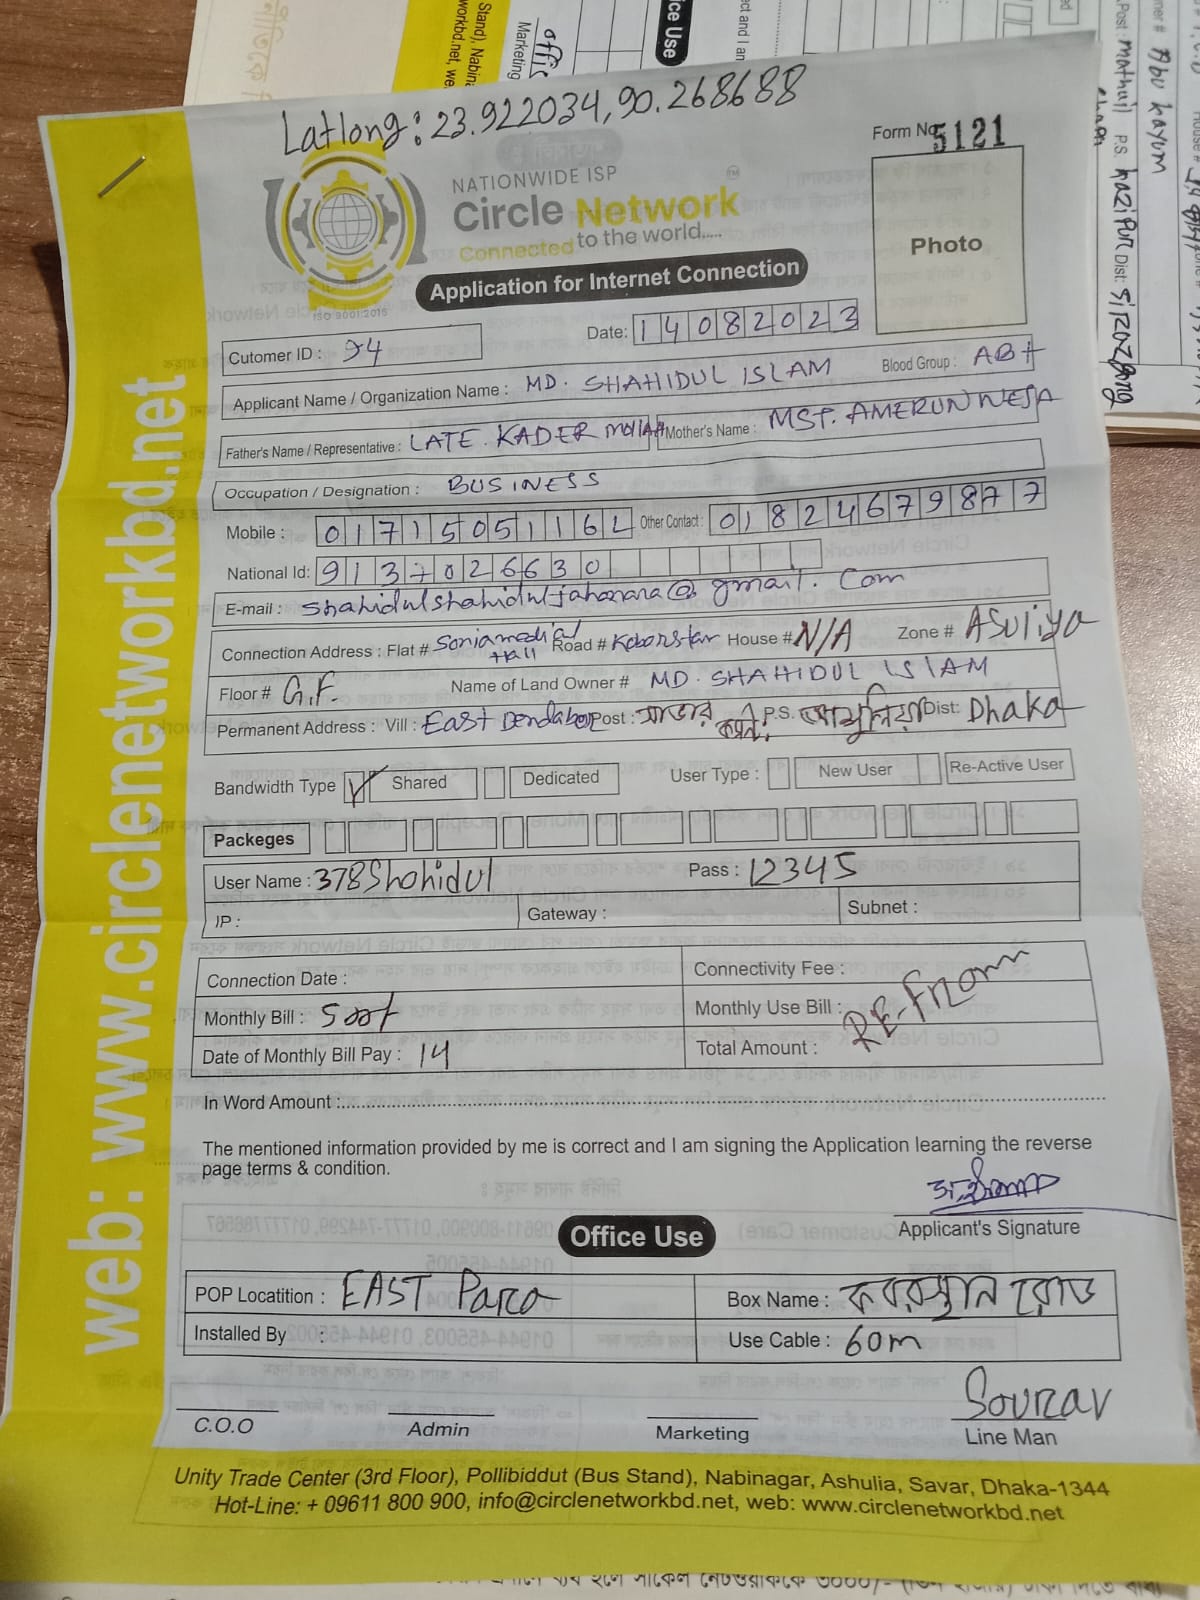 Latlong: 23.922034,90.268688
Form No. 5121
NATIONWIDE ISP
Circle Network
Connected to the world....
ISO 9001:2015
Application for Internet Connection
Photo
Date: 14082023
Cutomer ID :
Applicant Name / Organization Name : MD. SHAHIDUL ISLAM Blood Group : AB+
Father's Name / Representative : LATE. KADER mollAH Mother's Name : MST. AMERUNNESA
Occupation / Designation : BUSINESS
Mobile : 0171505116 Other Contact : 01824679877
National Id: 9137026630
E-mail : shahidulshahiduljahanara@gmail.com
Connection Address : Flat # Soniamedical Hall Road # Koborstan House # N/A Zone # ASuliya
Floor # G.F. Name of Land Owner # MD. SHAHIDUL ISLAM
Permanent Address : Vill : East Dendabor Post : সাভার P.S. আশুলিয়া Dist: Dhaka
Bandwidth Type Shared Dedicated User Type : New User Re-Active User
Packeges
User Name : 378Shohidul Pass : 12345
IP : Gateway : Subnet :
Connection Date : Connectivity Fee :
Monthly Bill : Monthly Use Bill :
Date of Monthly Bill Pay : 14 Total Amount :
In Word Amount :
The mentioned information provided by me is correct and I am signing the Application learning the reverse
page terms & condition.
Applicant's Signature
Office Use
POP Locatition : EAST Para Box Name : কবরস্থান রোড
Installed By : Use Cable : 60m
Sourav
C.O.O Admin Marketing Line Man
Unity Trade Center (3rd Floor), Pollibiddut (Bus Stand), Nabinagar, Ashulia, Savar, Dhaka-1344
Hot-Line: + 09611 800 900, info@circlenetworkbd.net, web: www.circlenetworkbd.net
web: www.circlenetworkbd.net